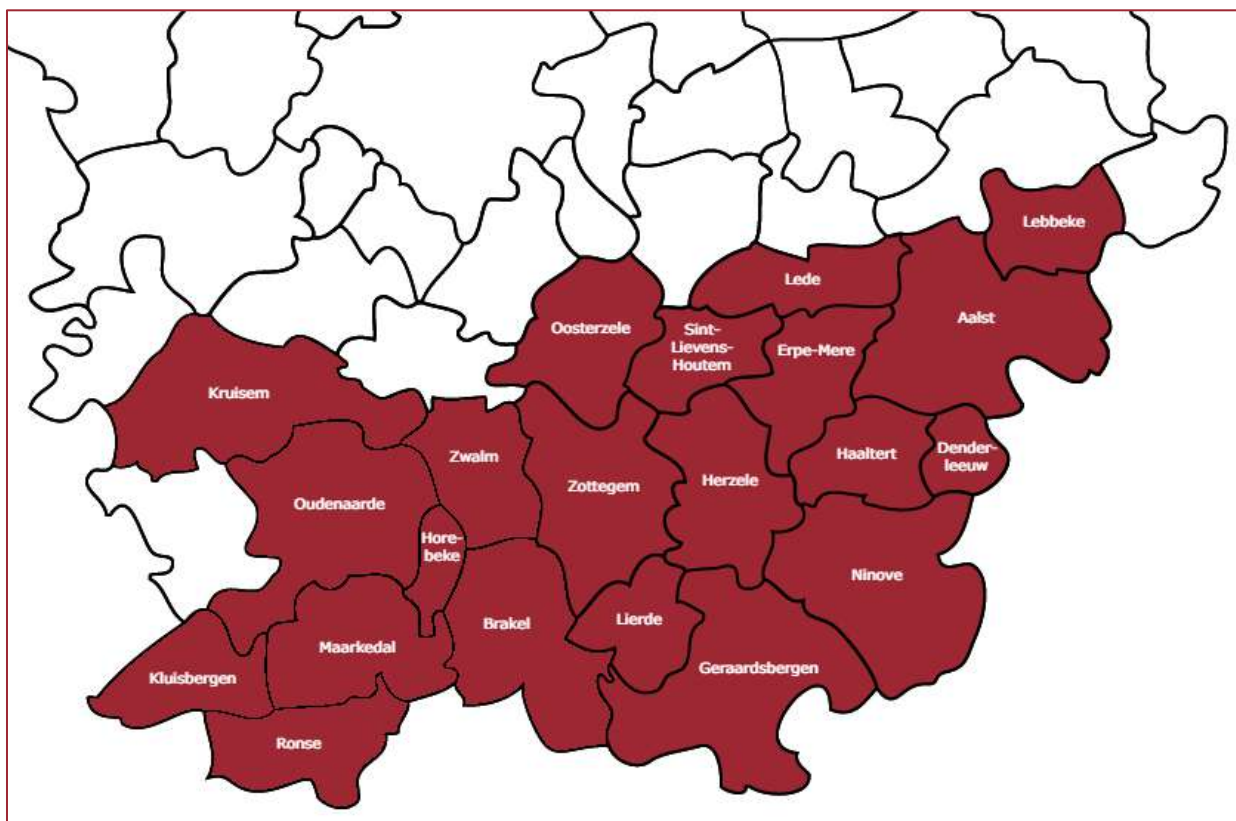 Lebbeke
Lede
Aalst
Oosterzele
Sint-
Lievens-
Houtem
Erpe-Mere
Kruisem
Zwalm
Haaltert
Dender-
leeuw
Zottegem
Herzele
Oudenaarde
Hore-
beke
Ninove
Brakel
Lierde
Maarkedal
Geraardsbergen
Kluisbergen
Ronse